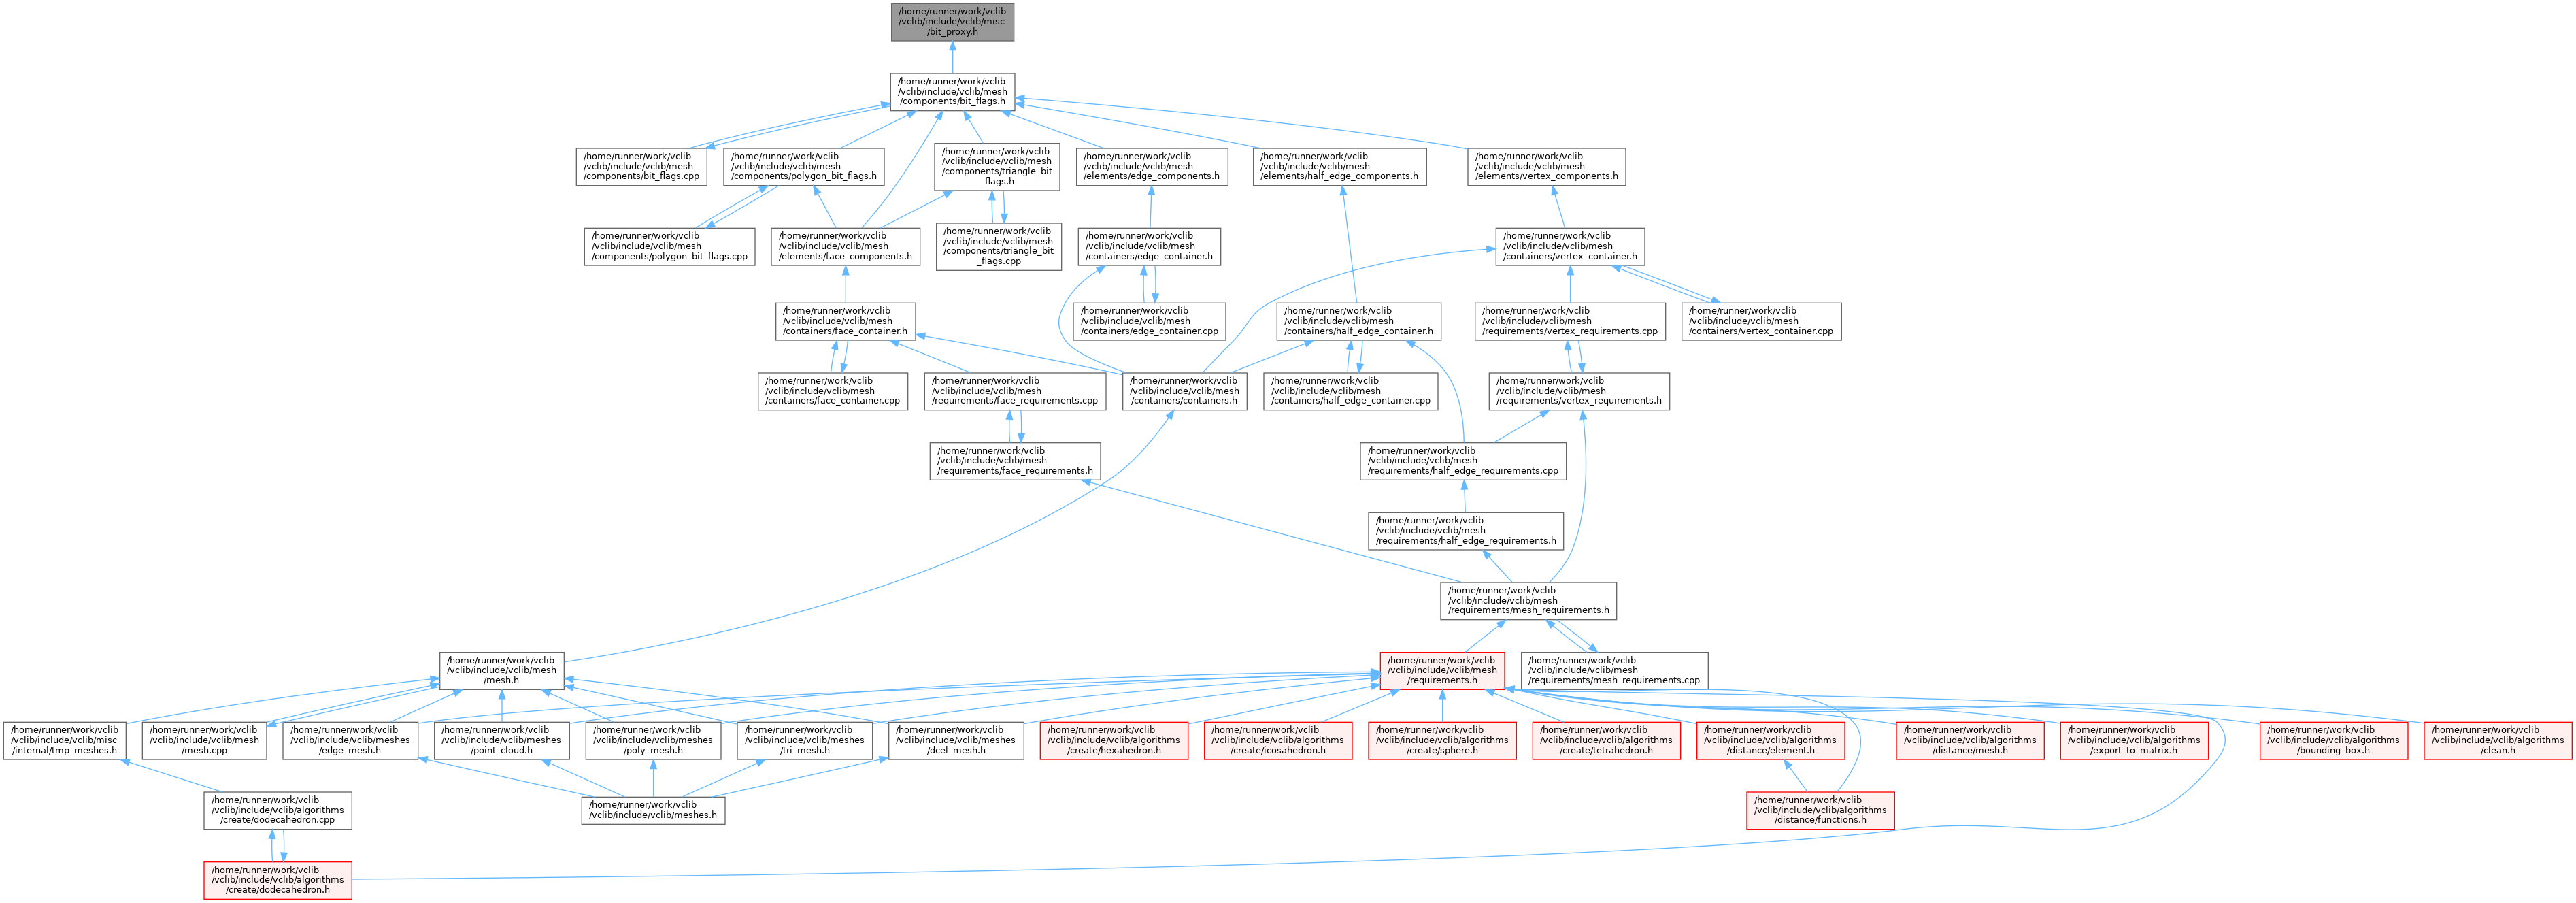 /home/runner/work/vclib
/vclib/include/vclib/misc
/bit_proxy.h
/home/runner/work/vclib
/vclib/include/vclib/mesh
/components/bit_flags.h
/home/runner/work/vclib
/vclib/include/vclib/mesh
/components/bit_flags.cpp
/home/runner/work/vclib
/vclib/include/vclib/mesh
/components/polygon_bit_flags.h
/home/runner/work/vclib
/vclib/include/vclib/mesh
/components/triangle_bit
_flags.h
/home/runner/work/vclib
/vclib/include/vclib/mesh
/elements/edge_components.h
/home/runner/work/vclib
/vclib/include/vclib/mesh
/elements/half_edge_components.h
/home/runner/work/vclib
/vclib/include/vclib/mesh
/elements/vertex_components.h
/home/runner/work/vclib
/vclib/include/vclib/mesh
/components/polygon_bit_flags.cpp
/home/runner/work/vclib
/vclib/include/vclib/mesh
/elements/face_components.h
/home/runner/work/vclib
/vclib/include/vclib/mesh
/components/triangle_bit
_flags.cpp
/home/runner/work/vclib
/vclib/include/vclib/mesh
/containers/edge_container.h
/home/runner/work/vclib
/vclib/include/vclib/mesh
/containers/vertex_container.h
/home/runner/work/vclib
/vclib/include/vclib/mesh
/containers/face_container.h
/home/runner/work/vclib
/vclib/include/vclib/mesh
/containers/edge_container.cpp
/home/runner/work/vclib
/vclib/include/vclib/mesh
/containers/half_edge_container.h
/home/runner/work/vclib
/vclib/include/vclib/mesh
/requirements/vertex_requirements.cpp
/home/runner/work/vclib
/vclib/include/vclib/mesh
/containers/vertex_container.cpp
/home/runner/work/vclib
/vclib/include/vclib/mesh
/containers/face_container.cpp
/home/runner/work/vclib
/vclib/include/vclib/mesh
/requirements/face_requirements.cpp
/home/runner/work/vclib
/vclib/include/vclib/mesh
/containers/containers.h
/home/runner/work/vclib
/vclib/include/vclib/mesh
/containers/half_edge_container.cpp
/home/runner/work/vclib
/vclib/include/vclib/mesh
/requirements/vertex_requirements.h
/home/runner/work/vclib
/vclib/include/vclib/mesh
/requirements/face_requirements.h
/home/runner/work/vclib
/vclib/include/vclib/mesh
/requirements/half_edge_requirements.cpp
/home/runner/work/vclib
/vclib/include/vclib/mesh
/requirements/half_edge_requirements.h
/home/runner/work/vclib
/vclib/include/vclib/mesh
/requirements/mesh_requirements.h
/home/runner/work/vclib
/vclib/include/vclib/mesh
/mesh.h
/home/runner/work/vclib
/vclib/include/vclib/mesh
/requirements.h
/home/runner/work/vclib
/vclib/include/vclib/mesh
/requirements/mesh_requirements.cpp
/home/runner/work/vclib
/vclib/include/vclib/misc
/internal/tmp_meshes.h
/home/runner/work/vclib
/vclib/include/vclib/mesh
/mesh.cpp
/home/runner/work/vclib
/vclib/include/vclib/meshes
/edge_mesh.h
/home/runner/work/vclib
/vclib/include/vclib/meshes
/point_cloud.h
/home/runner/work/vclib
/vclib/include/vclib/meshes
/poly_mesh.h
/home/runner/work/vclib
/vclib/include/vclib/meshes
/tri_mesh.h
/home/runner/work/vclib
/vclib/include/vclib/meshes
/dcel_mesh.h
/home/runner/work/vclib
/vclib/include/vclib/algorithms
/create/hexahedron.h
/home/runner/work/vclib
/vclib/include/vclib/algorithms
/create/icosahedron.h
/home/runner/work/vclib
/vclib/include/vclib/algorithms
/create/sphere.h
/home/runner/work/vclib
/vclib/include/vclib/algorithms
/create/tetrahedron.h
/home/runner/work/vclib
/vclib/include/vclib/algorithms
/distance/element.h
/home/runner/work/vclib
/vclib/include/vclib/algorithms
/distance/mesh.h
/home/runner/work/vclib
/vclib/include/vclib/algorithms
/export_to_matrix.h
/home/runner/work/vclib
/vclib/include/vclib/algorithms
/bounding_box.h
/home/runner/work/vclib
/vclib/include/vclib/algorithms
/clean.h
/home/runner/work/vclib
/vclib/include/vclib/algorithms
/create/dodecahedron.cpp
/home/runner/work/vclib
/vclib/include/vclib/meshes.h
/home/runner/work/vclib
/vclib/include/vclib/algorithms
/distance/functions.h
/home/runner/work/vclib
/vclib/include/vclib/algorithms
/create/dodecahedron.h